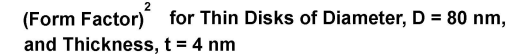 (Form Factor)² for Thin Disks of Diameter, D = 80 nm,
and Thickness, t = 4 nm